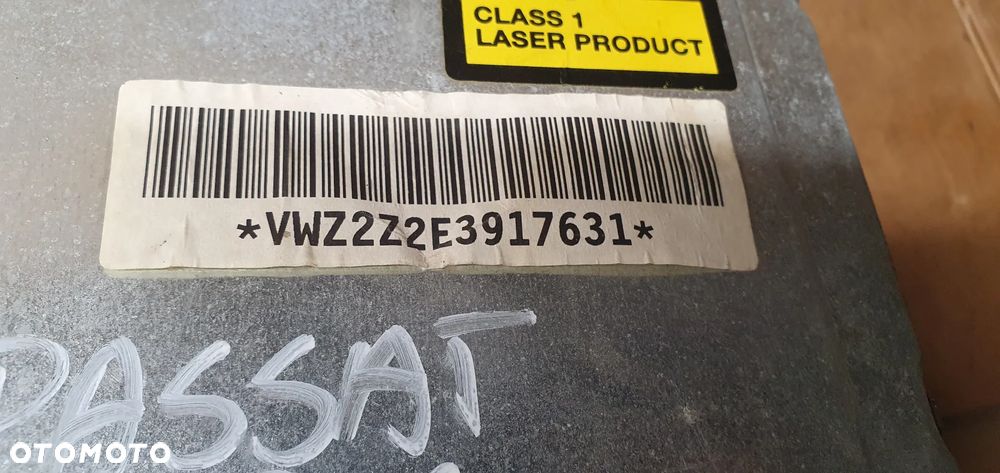 CLASS 1
LASER PRODUCT
*VWZ2Z2E3917631*
PASSAT
OTOMOTO